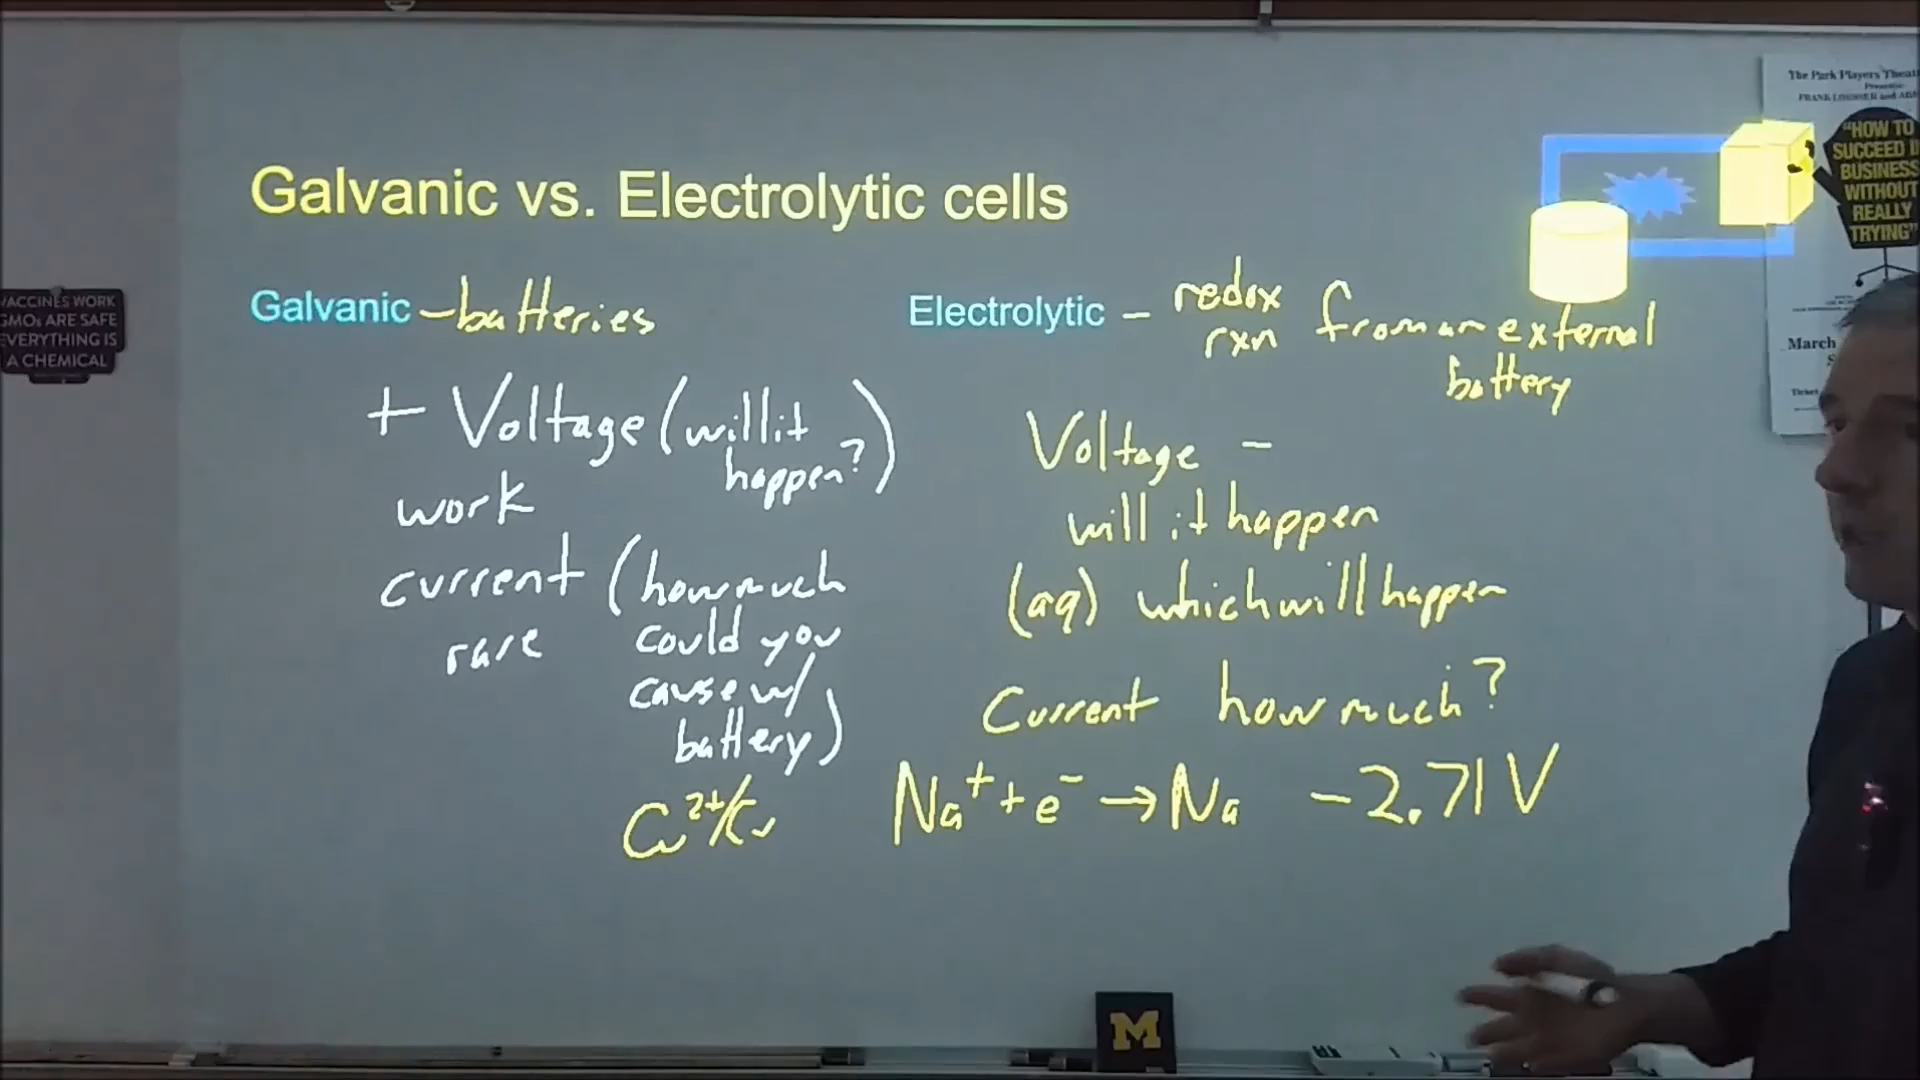 Galvanic vs. Electrolytic cells
Galvanic - batteries
+ Voltage (will it
happen?)
work
current (how much
rare could you
cause w/
battery)
Cu²⁺/Cu
Electrolytic - redox
rxn from an external
battery
Voltage -
will it happen
(aq) which will happen
Current how much?
Na⁺ + e⁻ → Na -2.71 V
VACCINES WORK
GMOs ARE SAFE
EVERYTHING IS
A CHEMICAL
The Park Players
"HOW TO
SUCCEED I
BUSINESS
WITHOUT
REALLY
TRYING"
March
M